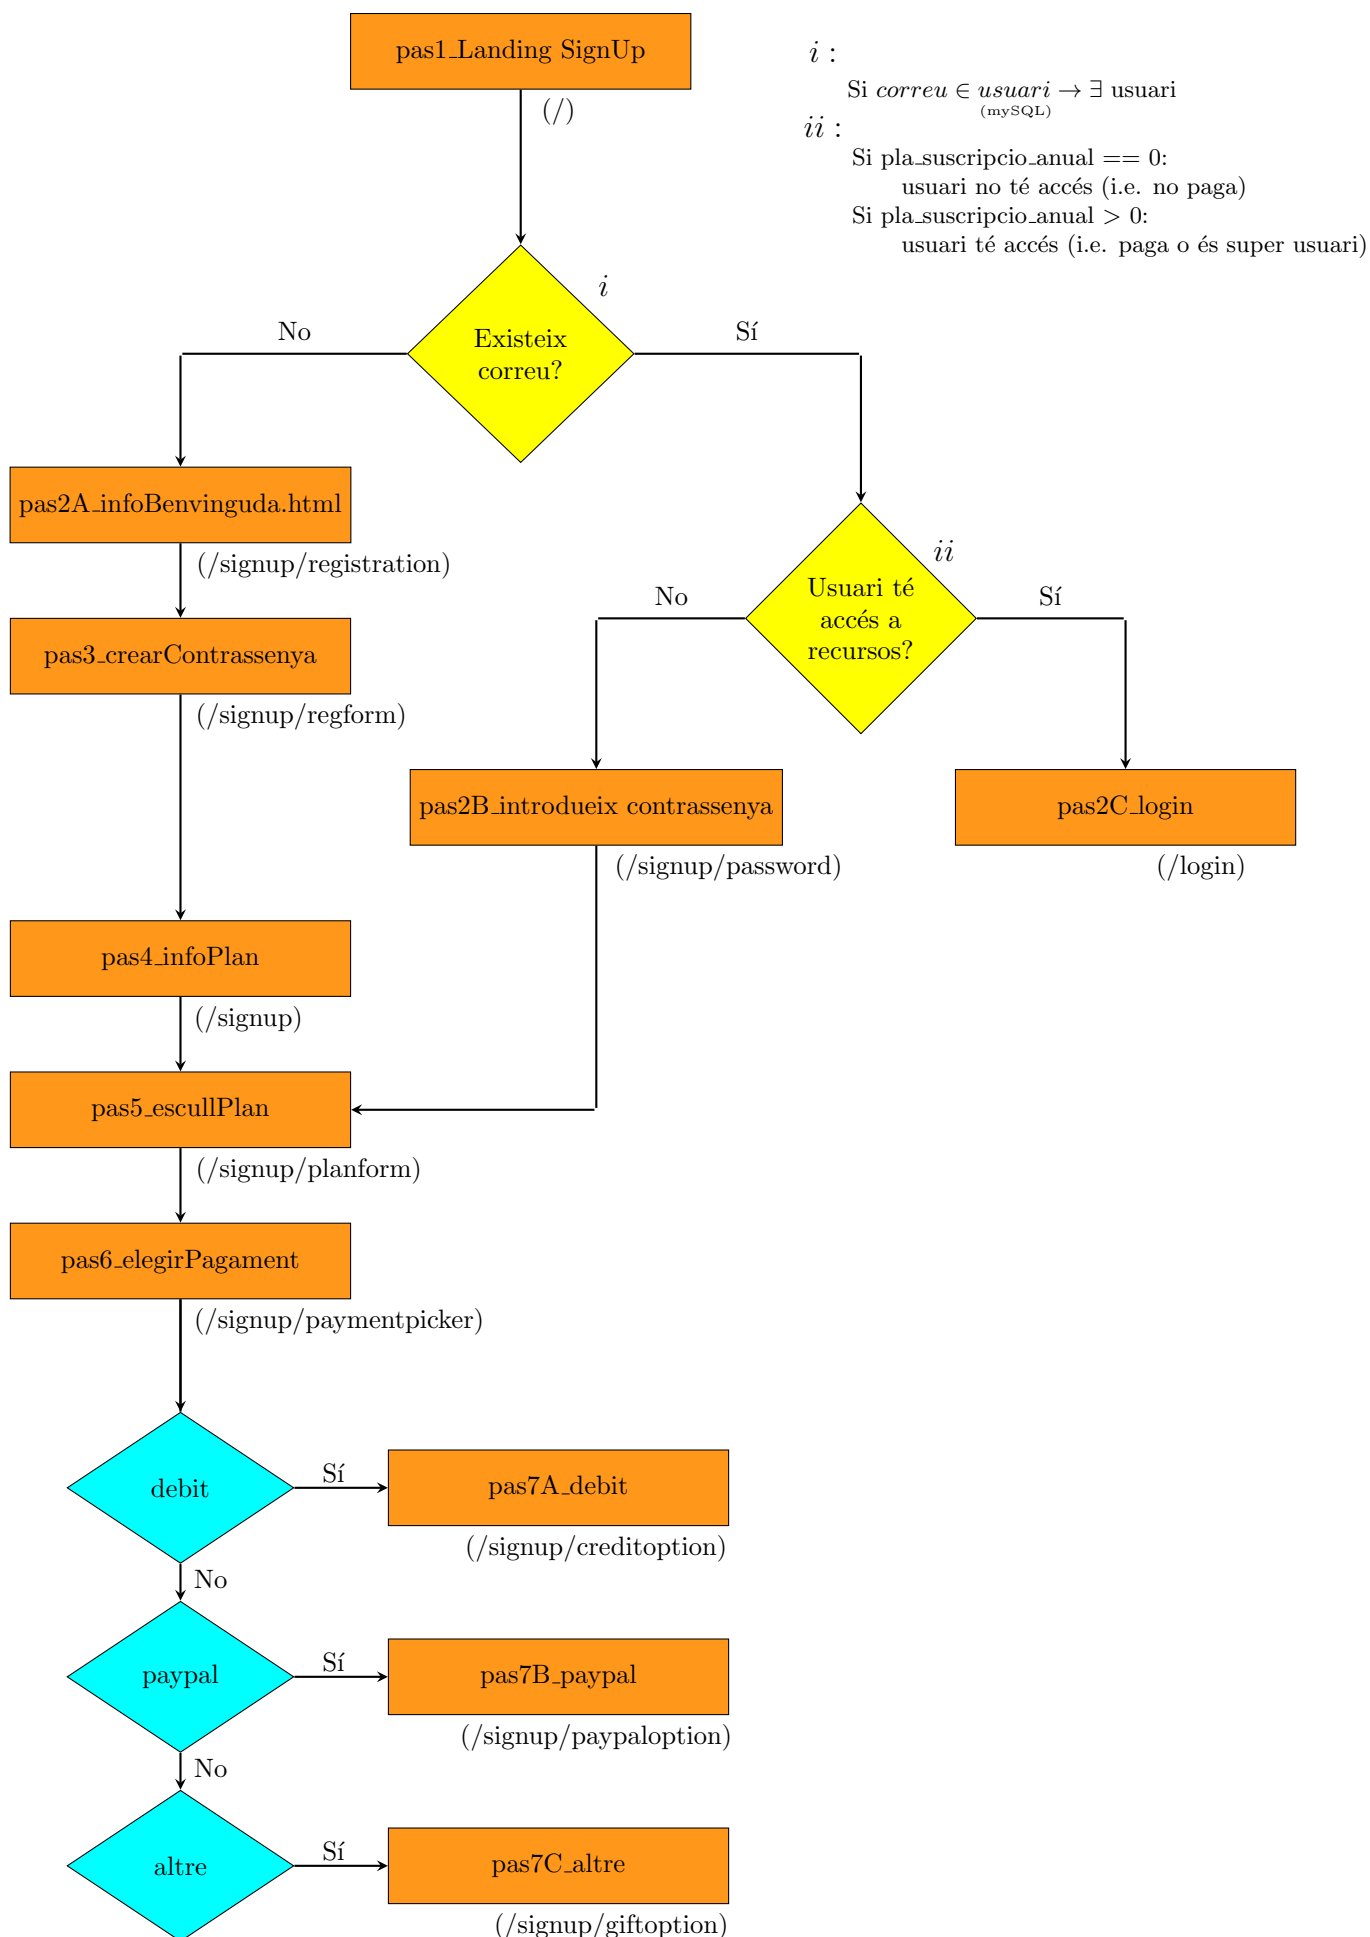 pas1_Landing SignUp
(/)
i :
Si correu ∈ usuari → ∃ usuari
(mySQL)
ii :
Si pla_suscripcio_anual == 0:
usuari no té accés (i.e. no paga)
Si pla_suscripcio_anual > 0:
usuari té accés (i.e. paga o és super usuari)
i
Existeix
correu?
No
Sí
pas2A_infoBenvinguda.html
(/signup/registration)
ii
Usuari té
accés a
recursos?
No
Sí
pas3_crearContrassenya
(/signup/regform)
pas2B_introdueix contrassenya
(/signup/password)
pas2C_login
(/login)
pas4_infoPlan
(/signup)
pas5_escullPlan
(/signup/planform)
pas6_elegirPagament
(/signup/paymentpicker)
debit
Sí
pas7A_debit
(/signup/creditoption)
No
paypal
Sí
pas7B_paypal
(/signup/paypaloption)
No
altre
Sí
pas7C_altre
(/signup/giftoption)